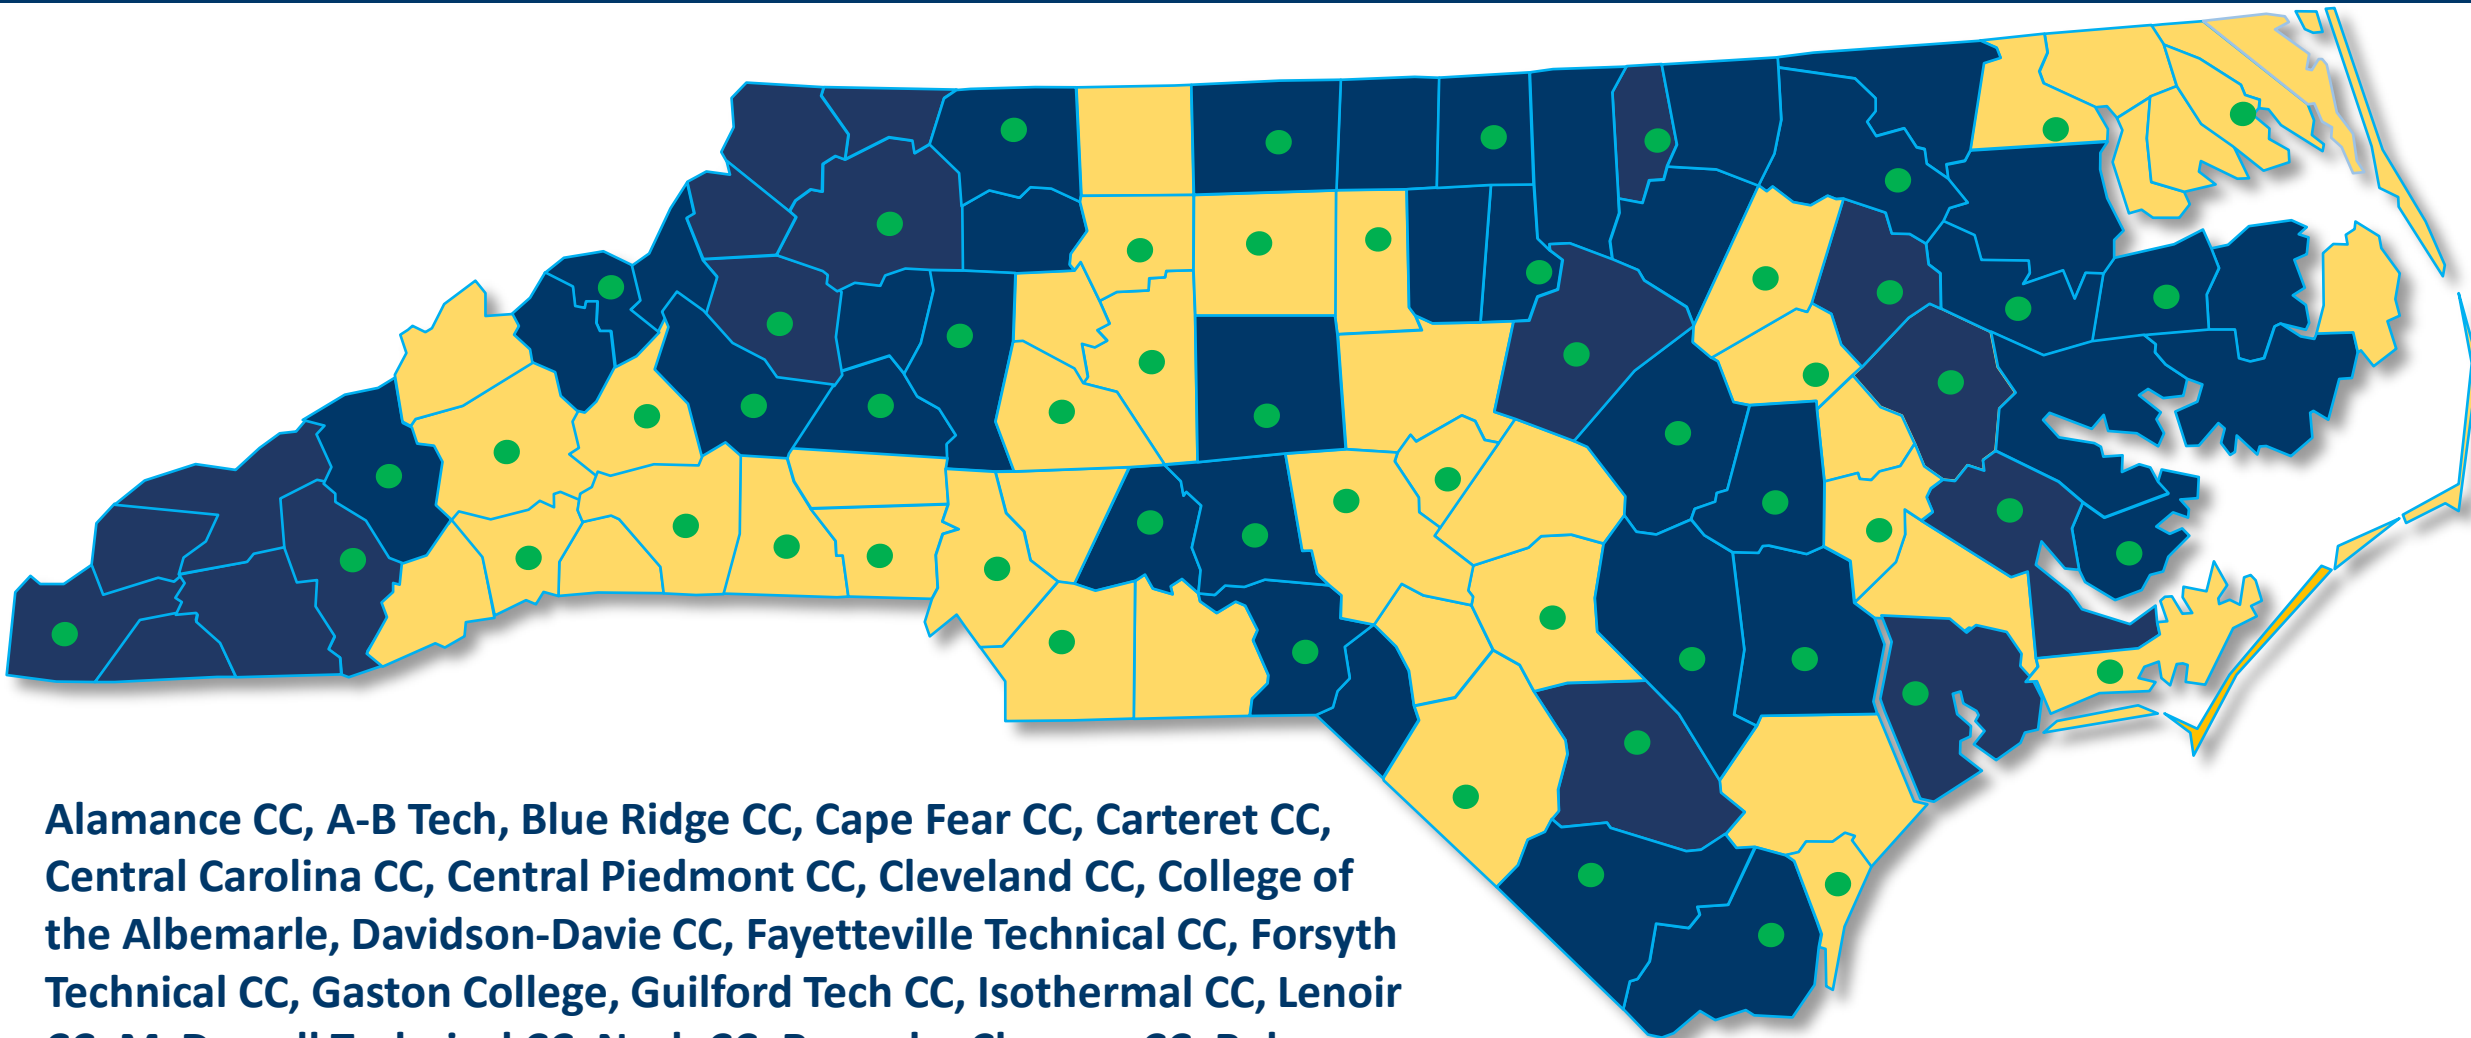 Alamance CC, A-B Tech, Blue Ridge CC, Cape Fear CC, Carteret CC,
Central Carolina CC, Central Piedmont CC, Cleveland CC, College of
the Albemarle, Davidson-Davie CC, Fayetteville Technical CC, Forsyth
Technical CC, Gaston College, Guilford Tech CC, Isothermal CC, Lenoir